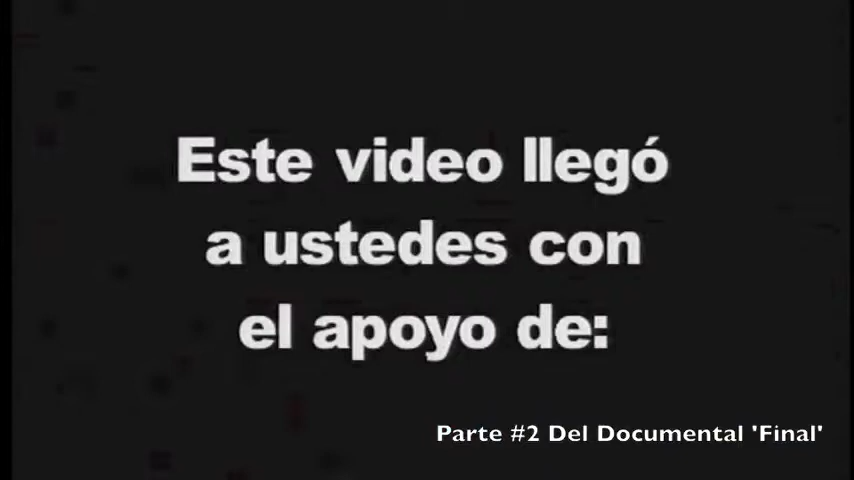 Este video llegó
a ustedes con
el apoyo de:
Parte #2 Del Documental 'Final'